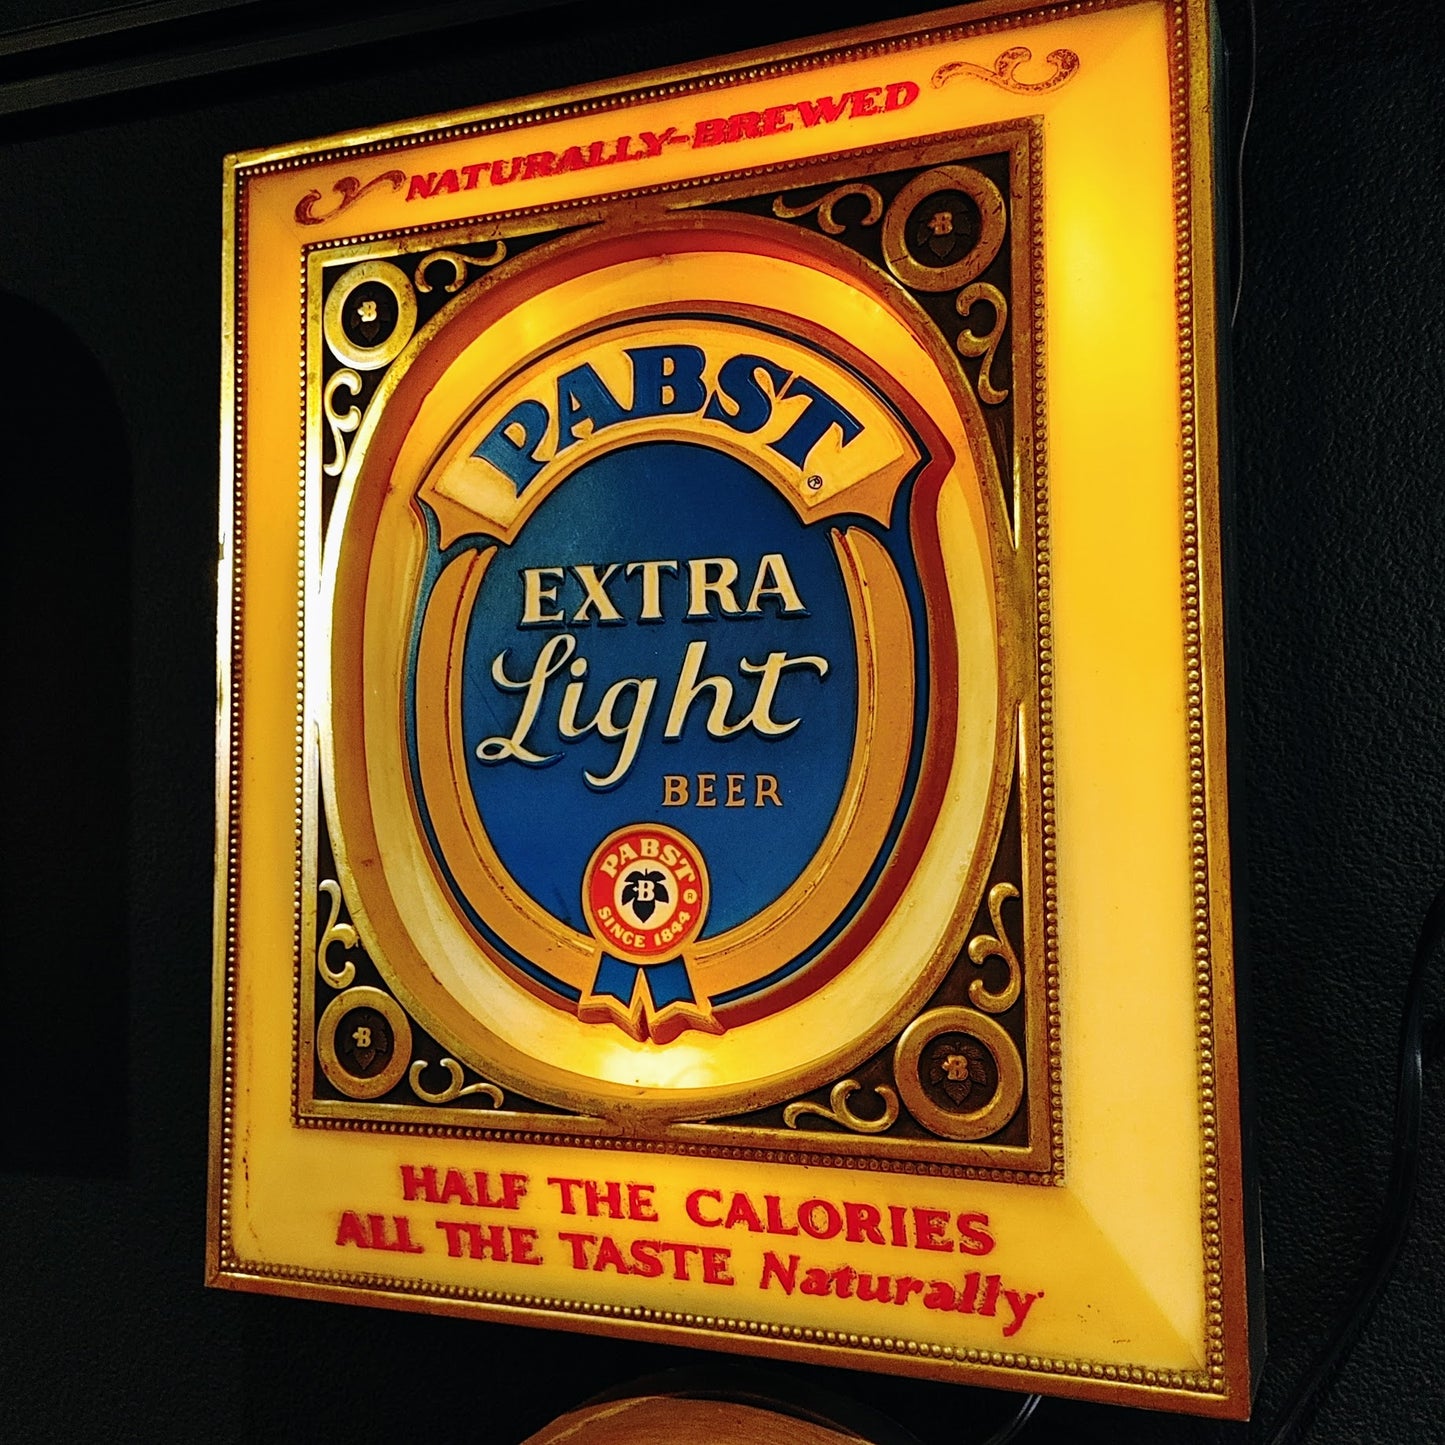 NATURALLY-BREWED
PABST®
EXTRA
Light
BEER
PABST®
B
SINCE 1844
HALF THE CALORIES
ALL THE TASTE Naturally
B
B
B
B